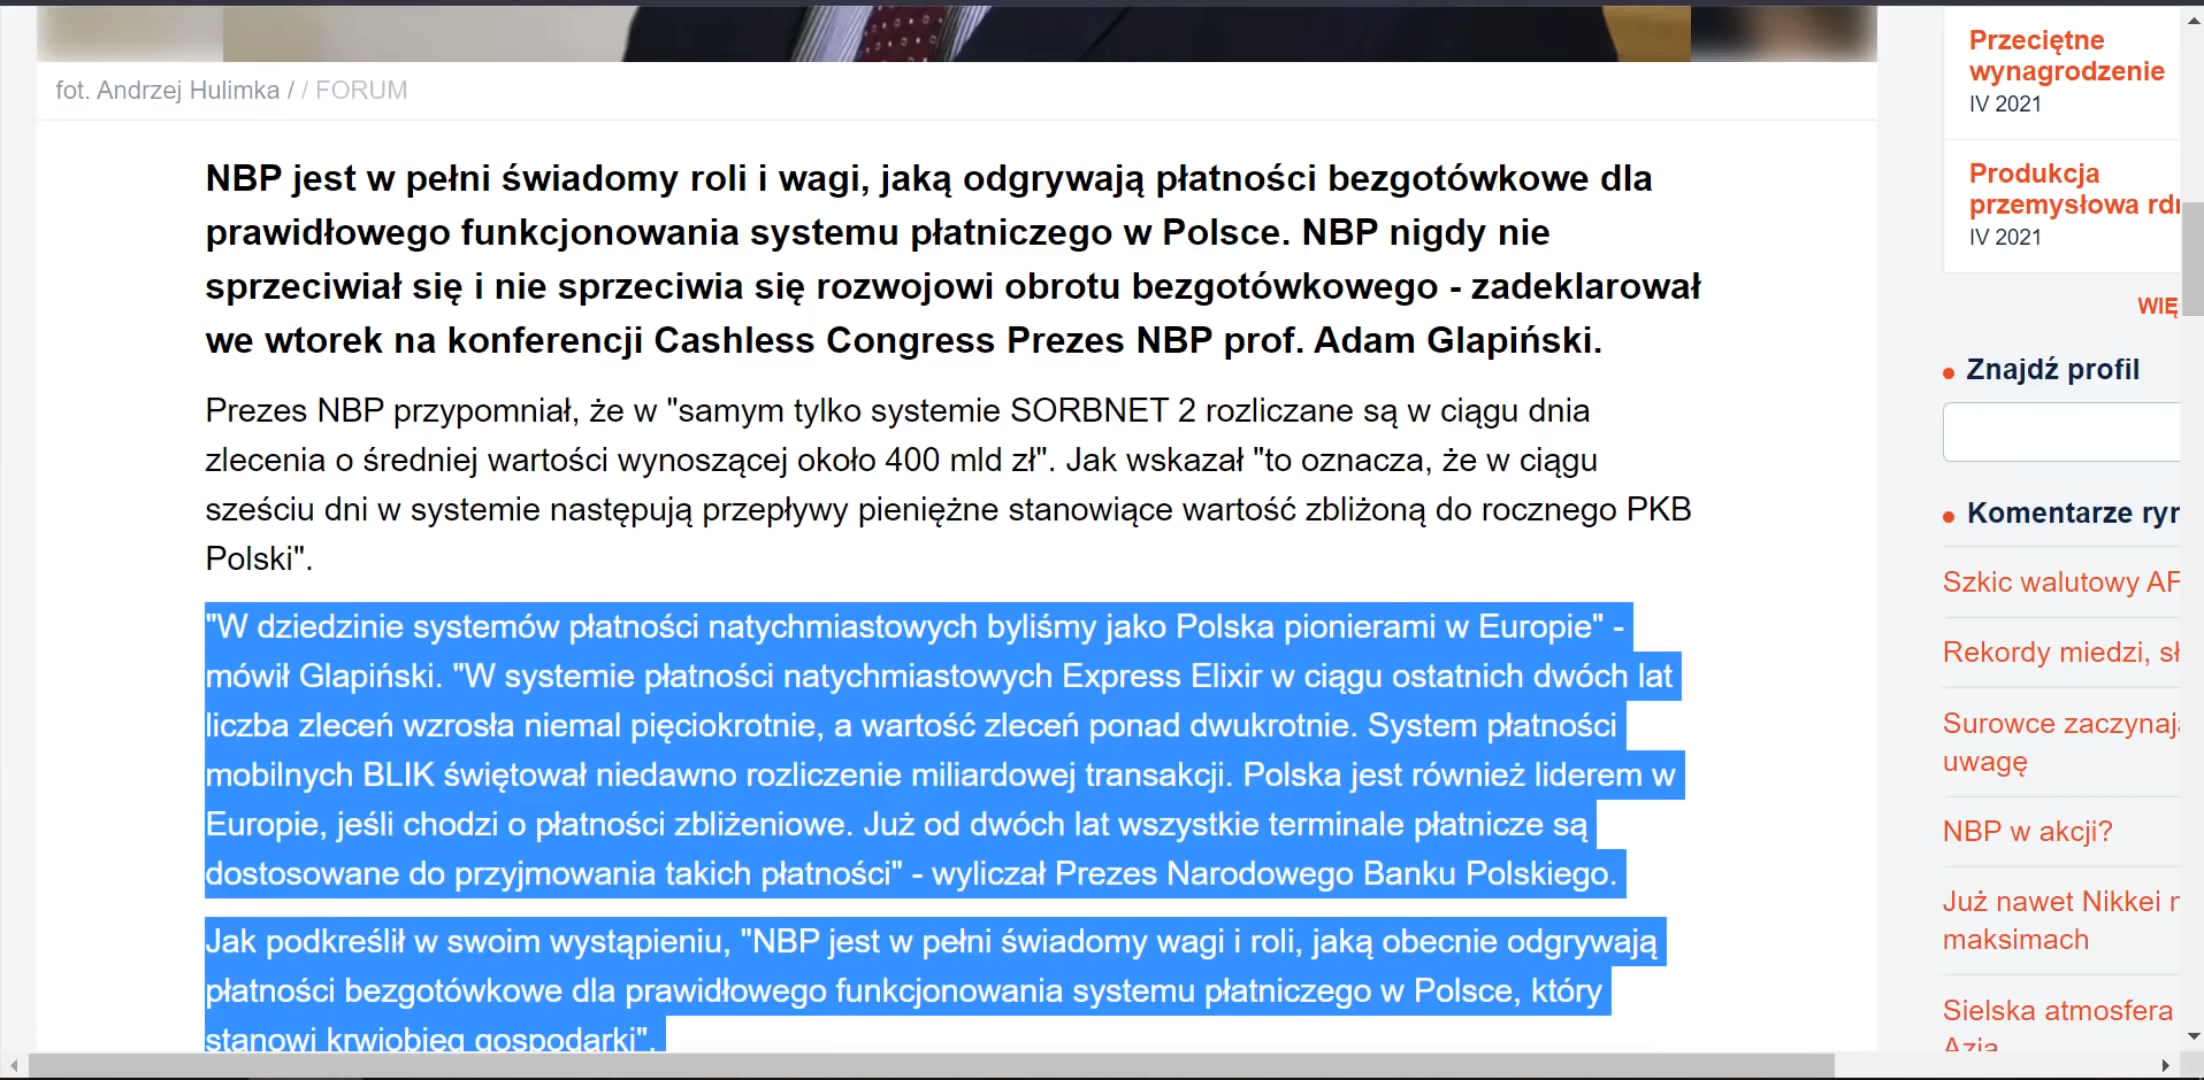 fot. Andrzej Hulimka / / FORUM
NBP jest w pełni świadomy roli i wagi, jaką odgrywają płatności bezgotówkowe dla
prawidłowego funkcjonowania systemu płatniczego w Polsce. NBP nigdy nie
sprzeciwiał się i nie sprzeciwia się rozwojowi obrotu bezgotówkowego - zadeklarował
we wtorek na konferencji Cashless Congress Prezes NBP prof. Adam Glapiński.
Prezes NBP przypomniał, że w "samym tylko systemie SORBNET 2 rozliczane są w ciągu dnia
zlecenia o średniej wartości wynoszącej około 400 mld zł". Jak wskazał "to oznacza, że w ciągu
sześciu dni w systemie następują przepływy pieniężne stanowiące wartość zbliżoną do rocznego PKB
Polski".
"W dziedzinie systemów płatności natychmiastowych byliśmy jako Polska pionierami w Europie" -
mówił Glapiński. "W systemie płatności natychmiastowych Express Elixir w ciągu ostatnich dwóch lat
liczba zleceń wzrosła niemal pięciokrotnie, a wartość zleceń ponad dwukrotnie. System płatności
mobilnych BLIK świętował niedawno rozliczenie miliardowej transakcji. Polska jest również liderem w
Europie, jeśli chodzi o płatności zbliżeniowe. Już od dwóch lat wszystkie terminale płatnicze są
dostosowane do przyjmowania takich płatności" - wyliczał Prezes Narodowego Banku Polskiego.
Jak podkreślił w swoim wystąpieniu, "NBP jest w pełni świadomy wagi i roli, jaką obecnie odgrywają
płatności bezgotówkowe dla prawidłowego funkcjonowania systemu płatniczego w Polsce, który
stanowi krwiobieg gospodarki".
Przeciętne
wynagrodzenie
IV 2021
Produkcja
przemysłowa
IV 2021
WIĘ
Znajdź profil
Komentarze
Szkic walutowy
Rekordy miedzi,
Surowce
uwagę
NBP w akcji?
Już nawet Nikkei
maksimach
Sielska atmosfera
Azja